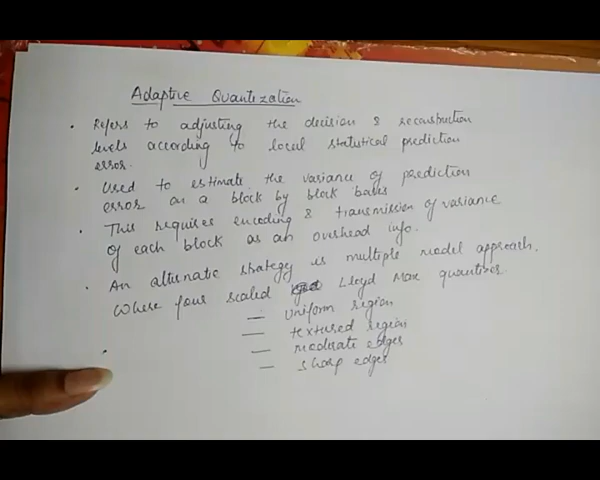 Adaptive Quantization
• Refers to adjusting the decision & reconstruction
levels according to local statutical prediction
error.
• Used to estimate the variance of prediction
error on a block by block basis
• This requires encoding & transmission of variance
of each block as an overhead info.
• An alternatic strategy is multiple model approach.
Where four scaled Lloyd Max quantiser.
— Uniform region
— textured region
— moderate edges
— sharp edges
•